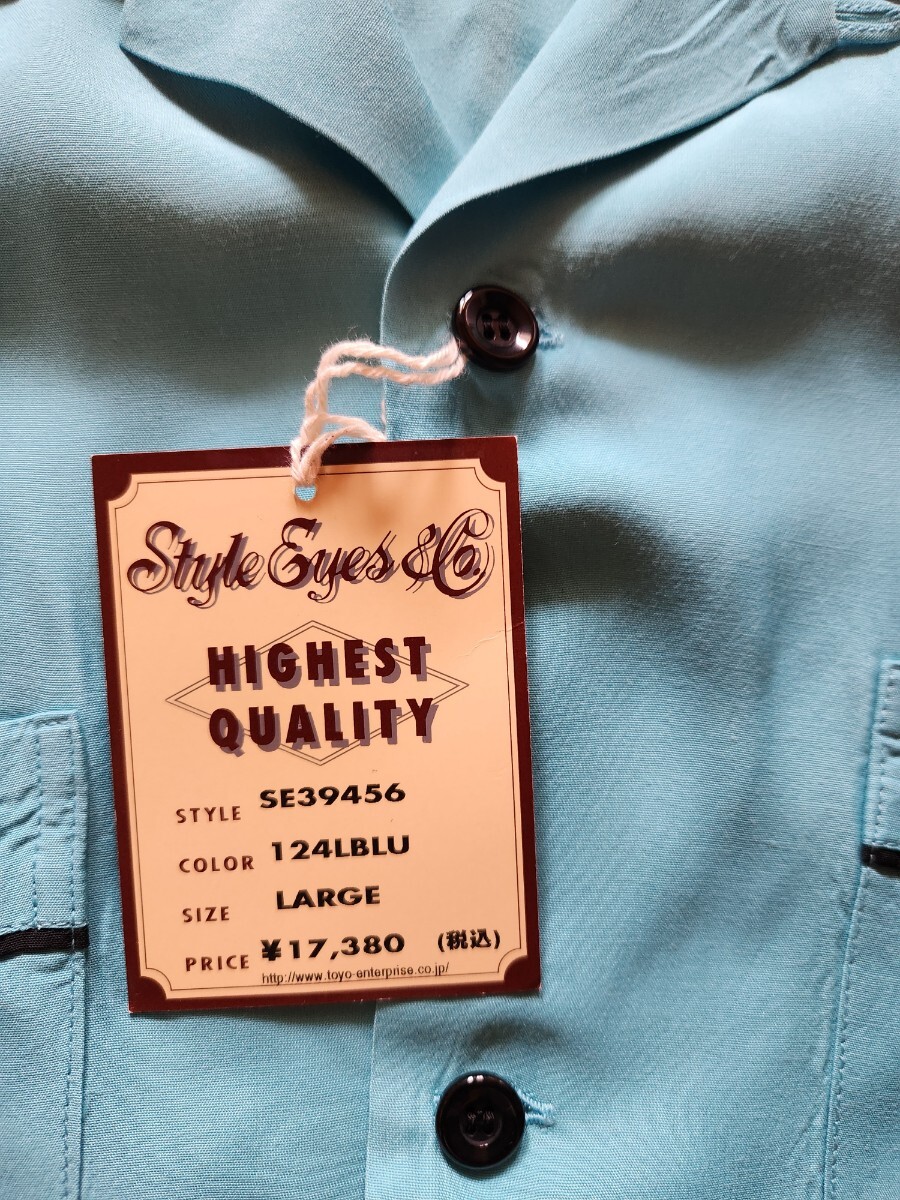 Style Eyes & Co.
HIGHEST
QUALITY
STYLE SE39456
COLOR 124LBLU
SIZE LARGE
PRICE ¥17,380 (税込)
http://www.toyo-enterprise.co.jp/